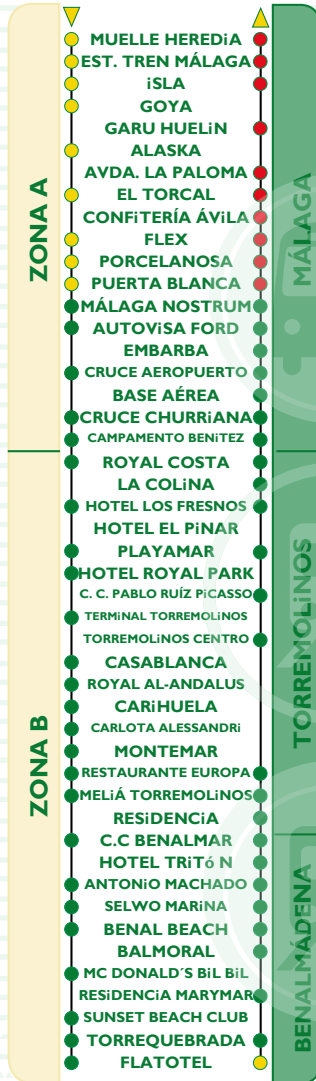 ZONA A
ZONA B
MUELLE HEREDiA
EST. TREN MÁLAGA
iSLA
GOYA
GARU HUELiN
ALASKA
AVDA. LA PALOMA
EL TORCAL
CONFiTERÍA ÁViLA
FLEX
PORCELANOSA
PUERTA BLANCA
MÁLAGA NOSTRUM
AUTOViSA FORD
EMBARBA
CRUCE AEROPUERTO
BASE AÉREA
CRUCE CHURRiANA
CAMPAMENTO BENiTEZ
ROYAL COSTA
LA COLiNA
HOTEL LOS FRESNOS
HOTEL EL PiNAR
PLAYAMAR
HOTEL ROYAL PARK
C. C. PABLO RUÍZ PiCASSO
TERMiNAL TORREMOLiNOS
TORREMOLiNOS CENTRO
CASABLANCA
ROYAL AL-ANDALUS
CARiHUELA
CARLOTA ALESSANDRi
MONTEMAR
RESTAURANTE EUROPA
MELiÁ TORREMOLiNOS
RESiDENCiA
C.C BENALMAR
HOTEL TRiTó N
ANTONiO MACHADO
SELWO MARiNA
BENAL BEACH
BALMORAL
MC DONALD´S BiL BiL
RESiDENCiA MARYMAR
SUNSET BEACH CLUB
TORREQUEBRADA
FLATOTEL
MÁLAGA
TORREMOLiNOS
BENALMÁDENA